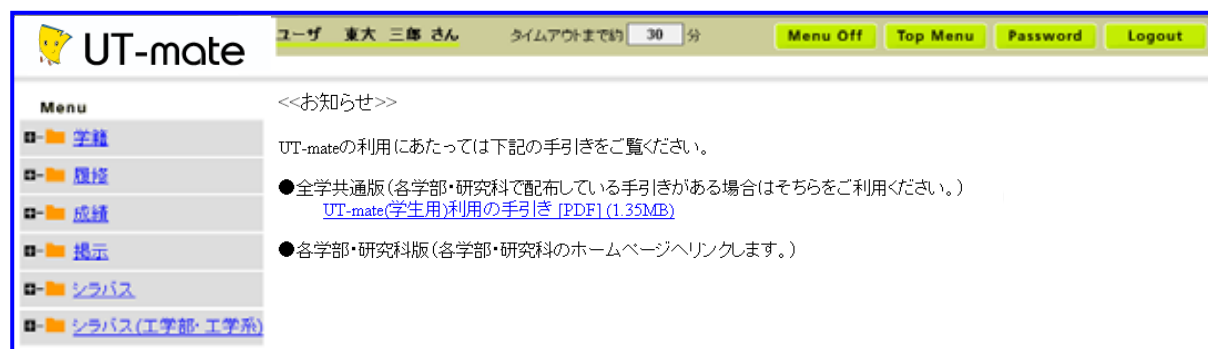 UT-mate
ユーザ 東大 三郎 さん タイムアウトまで約 30 分 Menu Off Top Menu Password Logout
Menu
学籍
履修
成績
掲示
シラバス
シラバス(工学部・工学系)
<<お知らせ>>
UT-mateの利用にあたっては下記の手引きをご覧ください。
●全学共通版(各学部・研究科で配布している手引きがある場合はそちらをご利用ください。)
UT-mate(学生用)利用の手引き [PDF] (1.35MB)
●各学部・研究科版(各学部・研究科のホームページへリンクします。)